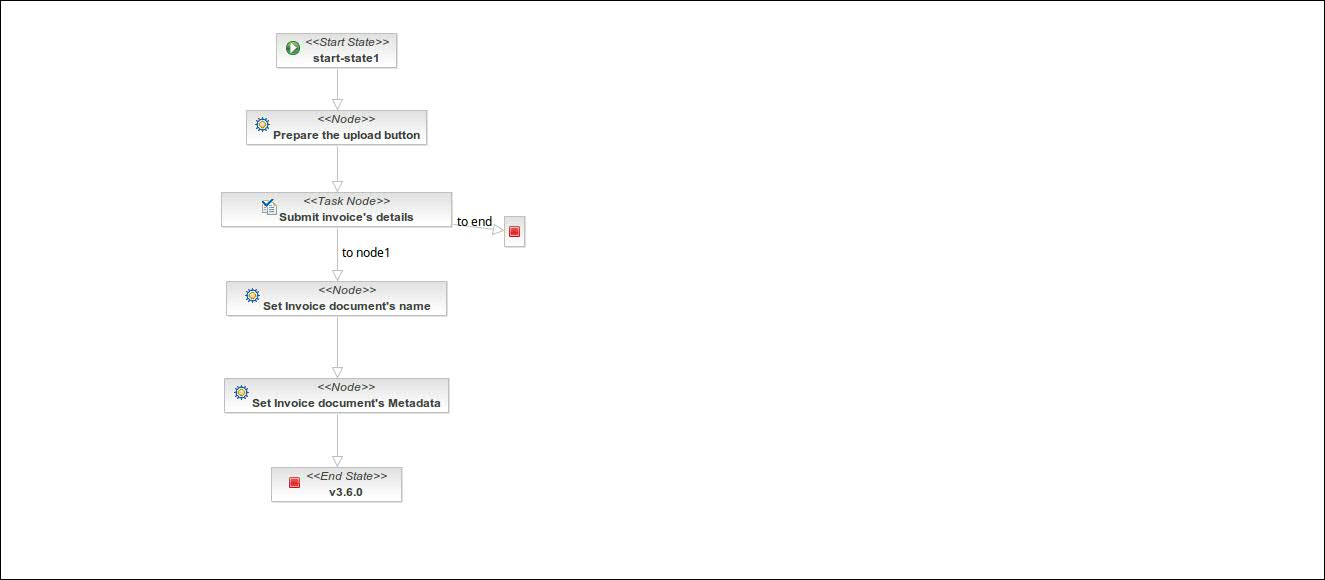 <<Start State>>
start-state1
<<Node>>
Prepare the upload button
<<Task Node>>
Submit invoice's details
to end
to node1
<<Node>>
Set Invoice document's name
<<Node>>
Set Invoice document's Metadata
<<End State>>
v3.6.0